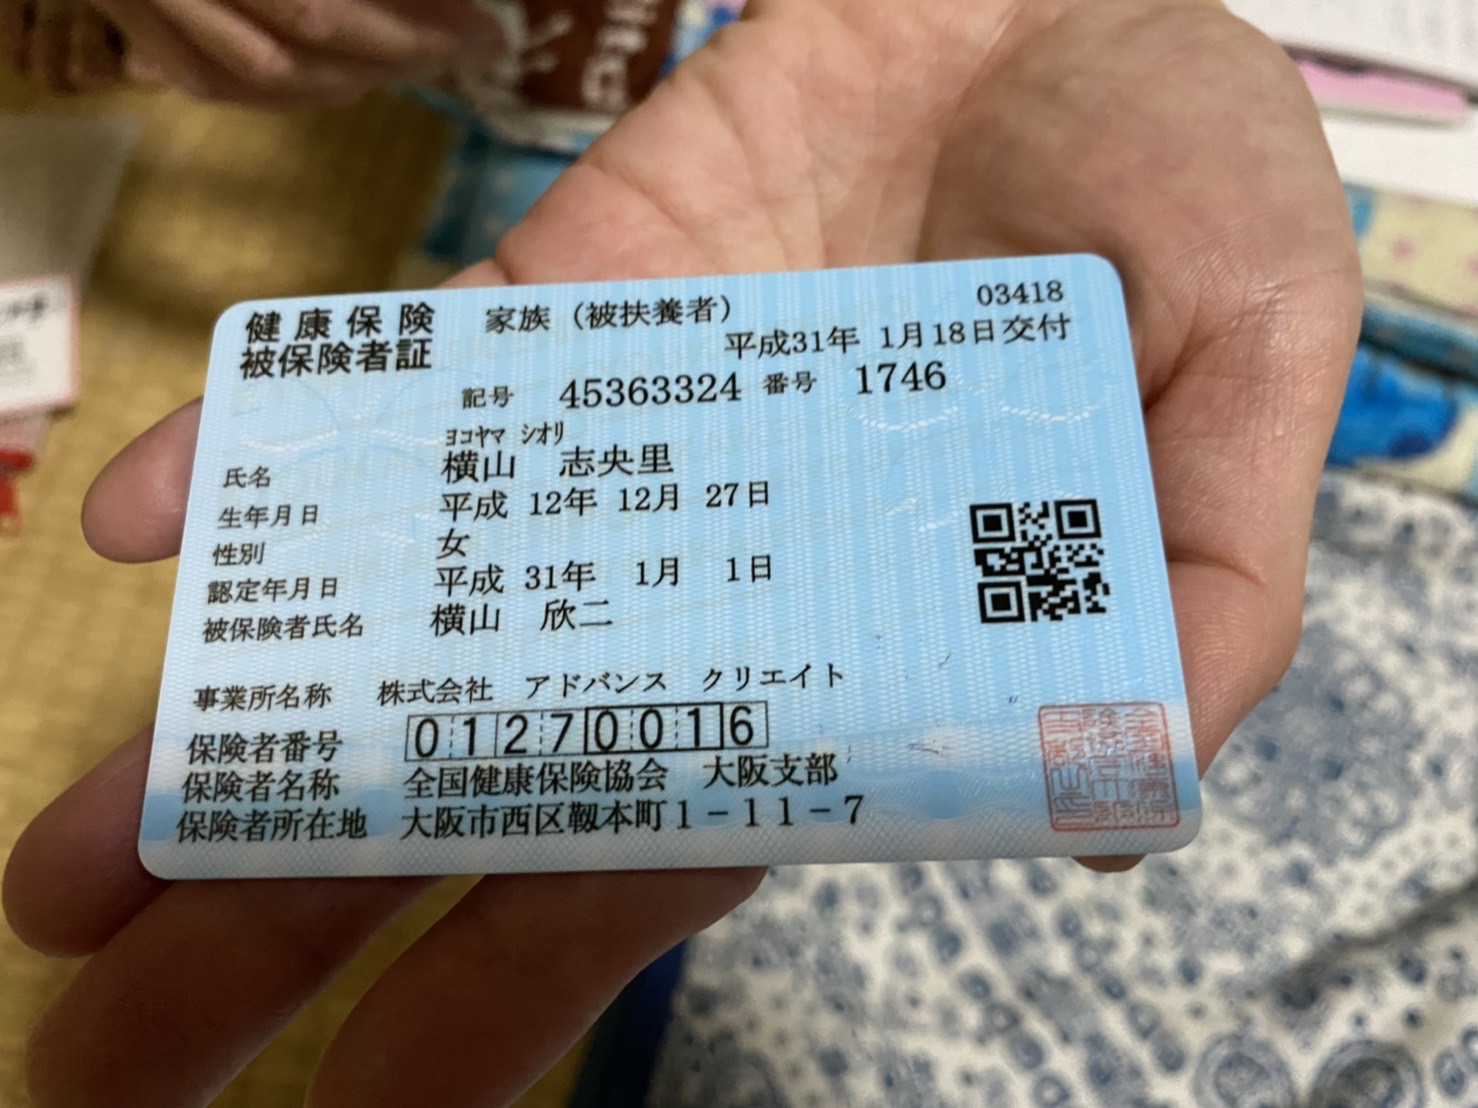 健康保険 家族（被扶養者） 03418
被保険者証 平成31年 1月18日交付
記号 45363324 番号 1746
ﾖｺﾔﾏ ｼｵﾘ
氏名 横山 志央里
生年月日 平成 12年 12月 27日
性別 女
認定年月日 平成 31年 1月 1日
被保険者氏名 横山 欣二
事業所名称 株式会社 アドバンス クリエイト
保険者番号 01270016
保険者名称 全国健康保険協会 大阪支部
保険者所在地 大阪市西区靱本町1－11－7